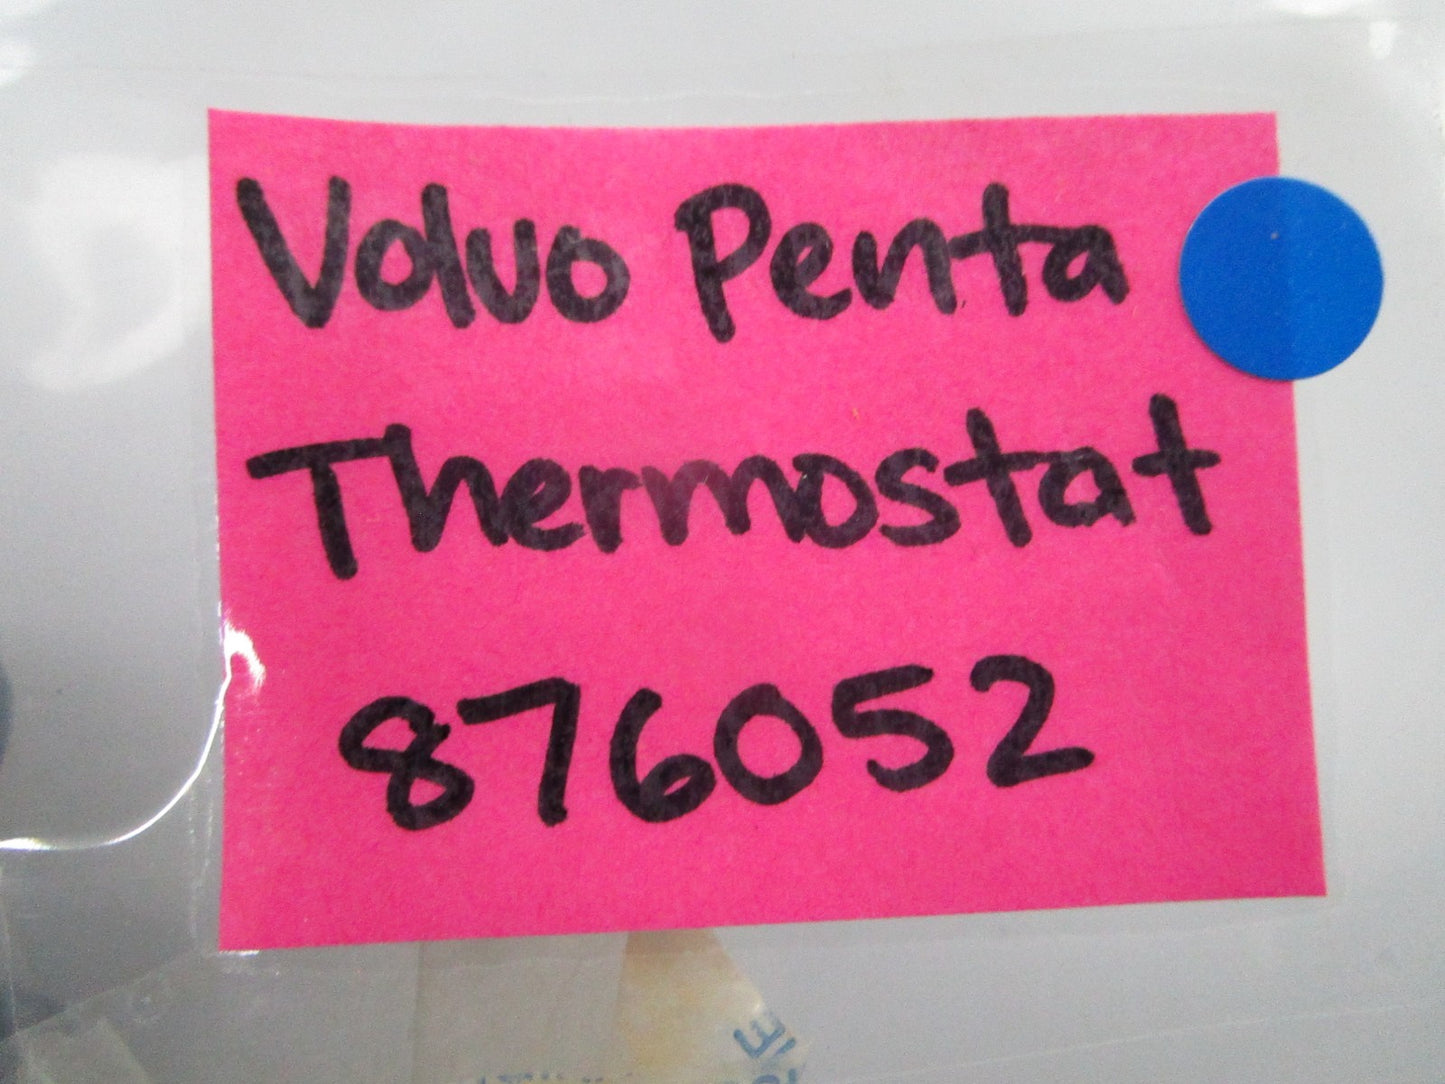 Volvo Penta
Thermostat
876052